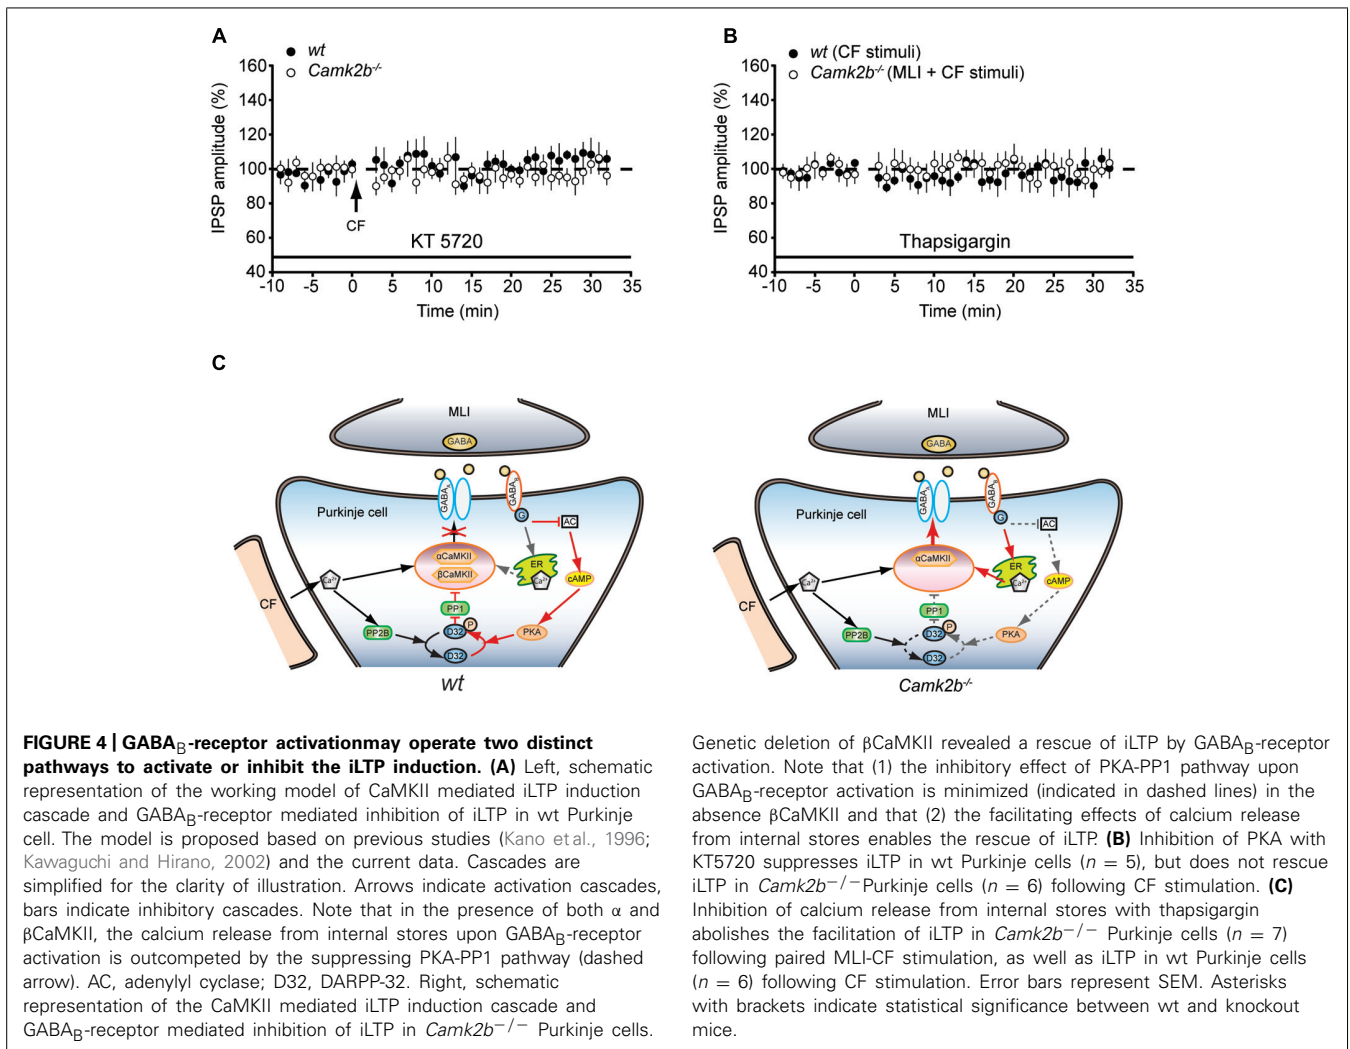 A
wt
Camk2b-/-
IPSP amplitude (%)
160
140
120
100
80
60
40
CF
KT 5720
-10 -5 0 5 10 15 20 25 30 35
Time (min)
B
wt (CF stimuli)
Camk2b-/- (MLI + CF stimuli)
IPSP amplitude (%)
160
140
120
100
80
60
40
Thapsigargin
-10 -5 0 5 10 15 20 25 30 35
Time (min)
C
MLI
GABA
GABAA
GABAB
Purkinje cell
G
AC
αCaMKII
βCaMKII
ER
Ca2+
cAMP
Ca2+
CF
PP1
PP2B
D32
P
PKA
D32
wt
MLI
GABA
GABAA
GABAB
Purkinje cell
G
AC
αCaMKII
ER
Ca2+
cAMP
Ca2+
CF
PP1
PP2B
D32
P
PKA
D32
Camk2b-/-
FIGURE 4 | GABAB-receptor activationmay operate two distinct
pathways to activate or inhibit the iLTP induction. (A) Left, schematic
representation of the working model of CaMKII mediated iLTP induction
cascade and GABAB-receptor mediated inhibition of iLTP in wt Purkinje
cell. The model is proposed based on previous studies (Kano et al., 1996;
Kawaguchi and Hirano, 2002) and the current data. Cascades are
simplified for the clarity of illustration. Arrows indicate activation cascades,
bars indicate inhibitory cascades. Note that in the presence of both α and
βCaMKII, the calcium release from internal stores upon GABAB-receptor
activation is outcompeted by the suppressing PKA-PP1 pathway (dashed
arrow). AC, adenylyl cyclase; D32, DARPP-32. Right, schematic
representation of the CaMKII mediated iLTP induction cascade and
GABAB-receptor mediated inhibition of iLTP in Camk2b−/− Purkinje cells.
Genetic deletion of βCaMKII revealed a rescue of iLTP by GABAB-receptor
activation. Note that (1) the inhibitory effect of PKA-PP1 pathway upon
GABAB-receptor activation is minimized (indicated in dashed lines) in the
absence βCaMKII and that (2) the facilitating effects of calcium release
from internal stores enables the rescue of iLTP. (B) Inhibition of PKA with
KT5720 suppresses iLTP in wt Purkinje cells (n = 5), but does not rescue
iLTP in Camk2b−/−Purkinje cells (n = 6) following CF stimulation. (C)
Inhibition of calcium release from internal stores with thapsigargin
abolishes the facilitation of iLTP in Camk2b−/− Purkinje cells (n = 7)
following paired MLI-CF stimulation, as well as iLTP in wt Purkinje cells
(n = 6) following CF stimulation. Error bars represent SEM. Asterisks
with brackets indicate statistical significance between wt and knockout
mice.